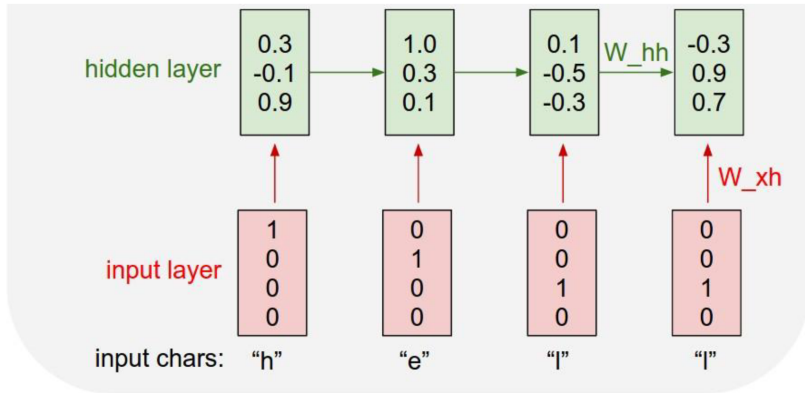 0.3 1.0 0.1 W_hh -0.3
hidden layer -0.1 0.3 -0.5 0.9
0.9 0.1 -0.3 0.7
W_xh
1 0 0 0
0 1 0 0
input layer
0 0 1 1
0 0 0 0
input chars: “h” “e” “l” “l”